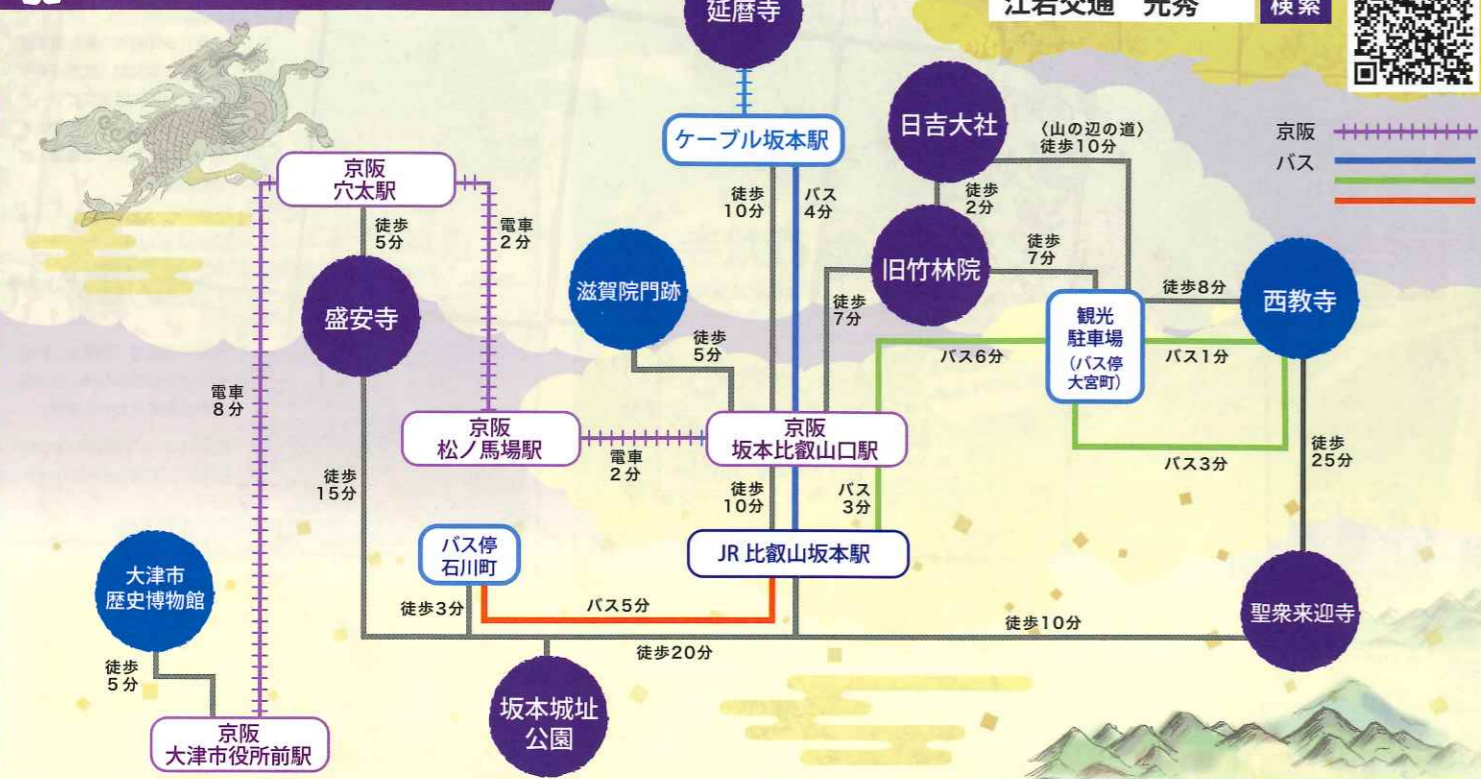 延暦寺
江若交通 光秀
検索
ケーブル坂本駅
日吉大社
〈山の辺の道〉
徒歩10分
京阪
バス
京阪
穴太駅
徒歩
5分
電車
2分
徒歩
10分
バス
4分
徒歩
2分
旧竹林院
徒歩
7分
徒歩
7分
滋賀院門跡
徒歩
5分
盛安寺
観光
駐車場
(バス停
大宮町)
徒歩8分
西教寺
バス6分
バス1分
電車
8分
京阪
松ノ馬場駅
電車
2分
京阪
坂本比叡山口駅
バス3分
徒歩
25分
徒歩
15分
徒歩
10分
バス
3分
バス停
石川町
JR 比叡山坂本駅
大津市
歴史博物館
徒歩3分
バス5分
徒歩10分
聖衆来迎寺
徒歩20分
徒歩
5分
坂本城址
公園
京阪
大津市役所前駅